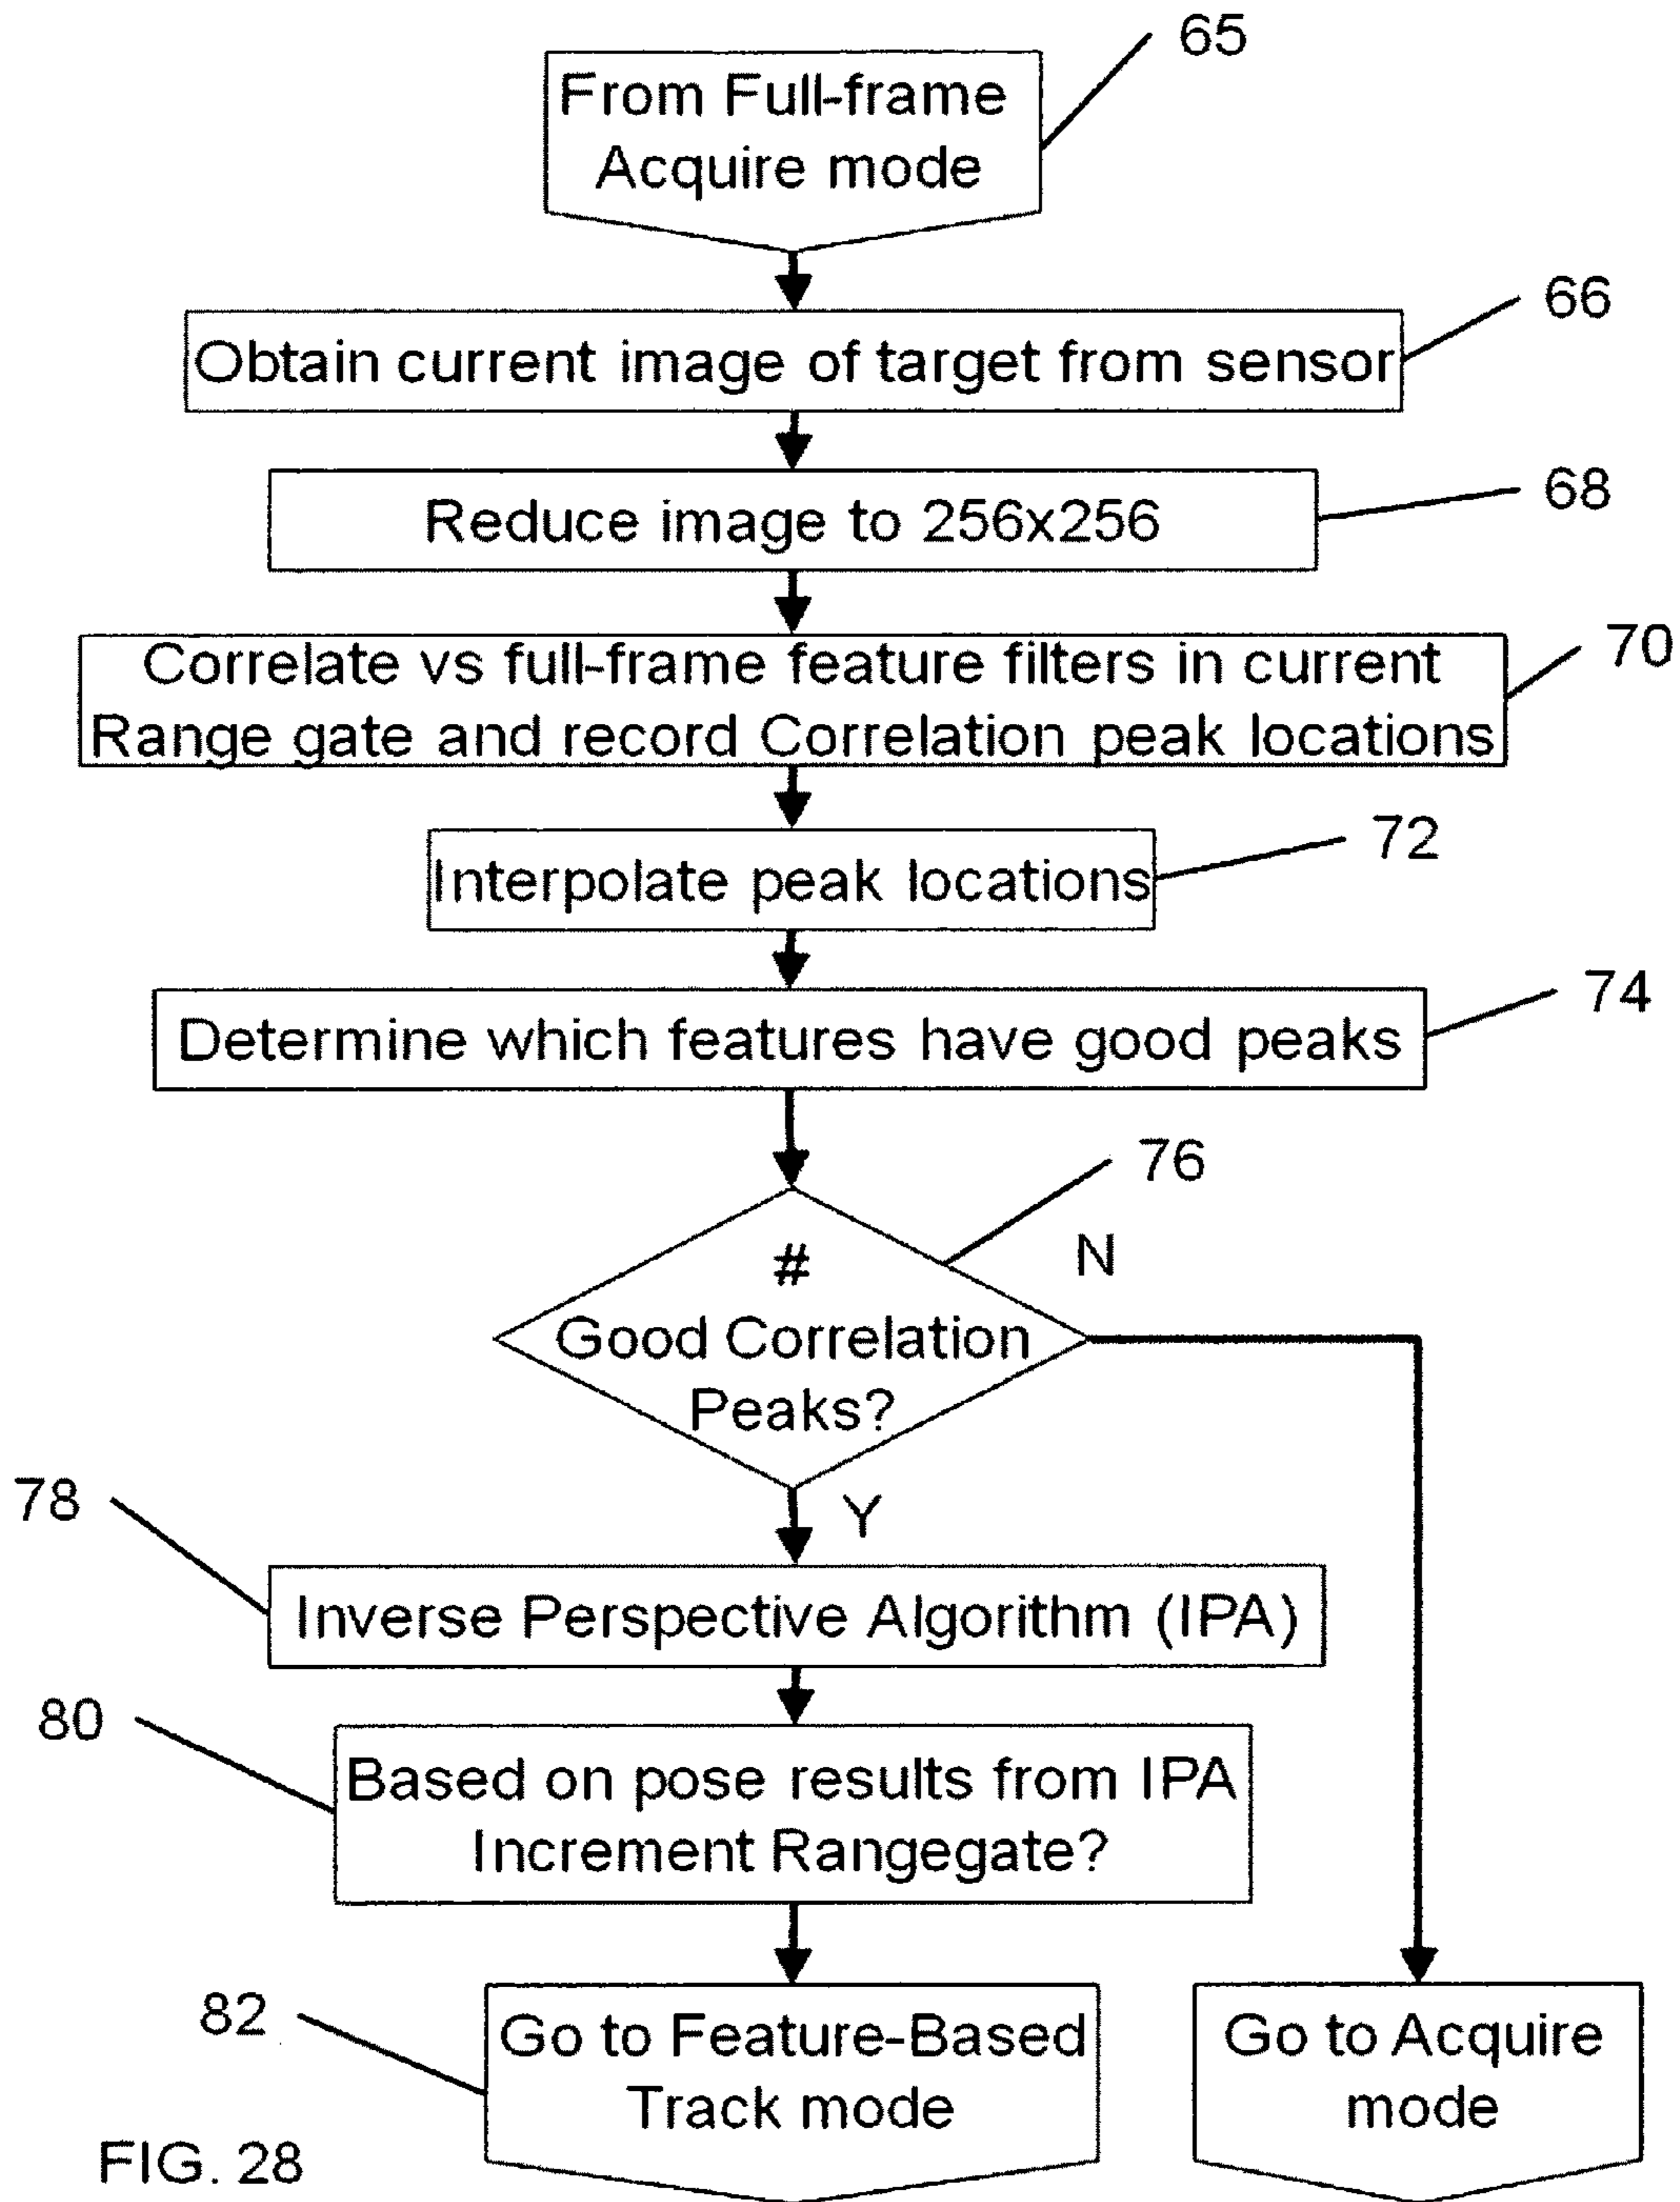 65
From Full-frame
Acquire mode
66
Obtain current image of target from sensor
68
Reduce image to 256x256
70
Correlate vs full-frame feature filters in current
Range gate and record Correlation peak locations
72
Interpolate peak locations
74
Determine which features have good peaks
76
#
Good Correlation
Peaks?
N
Y
78
Inverse Perspective Algorithm (IPA)
80
Based on pose results from IPA
Increment Rangegate?
82
Go to Feature-Based
Track mode
Go to Acquire
mode
FIG. 28